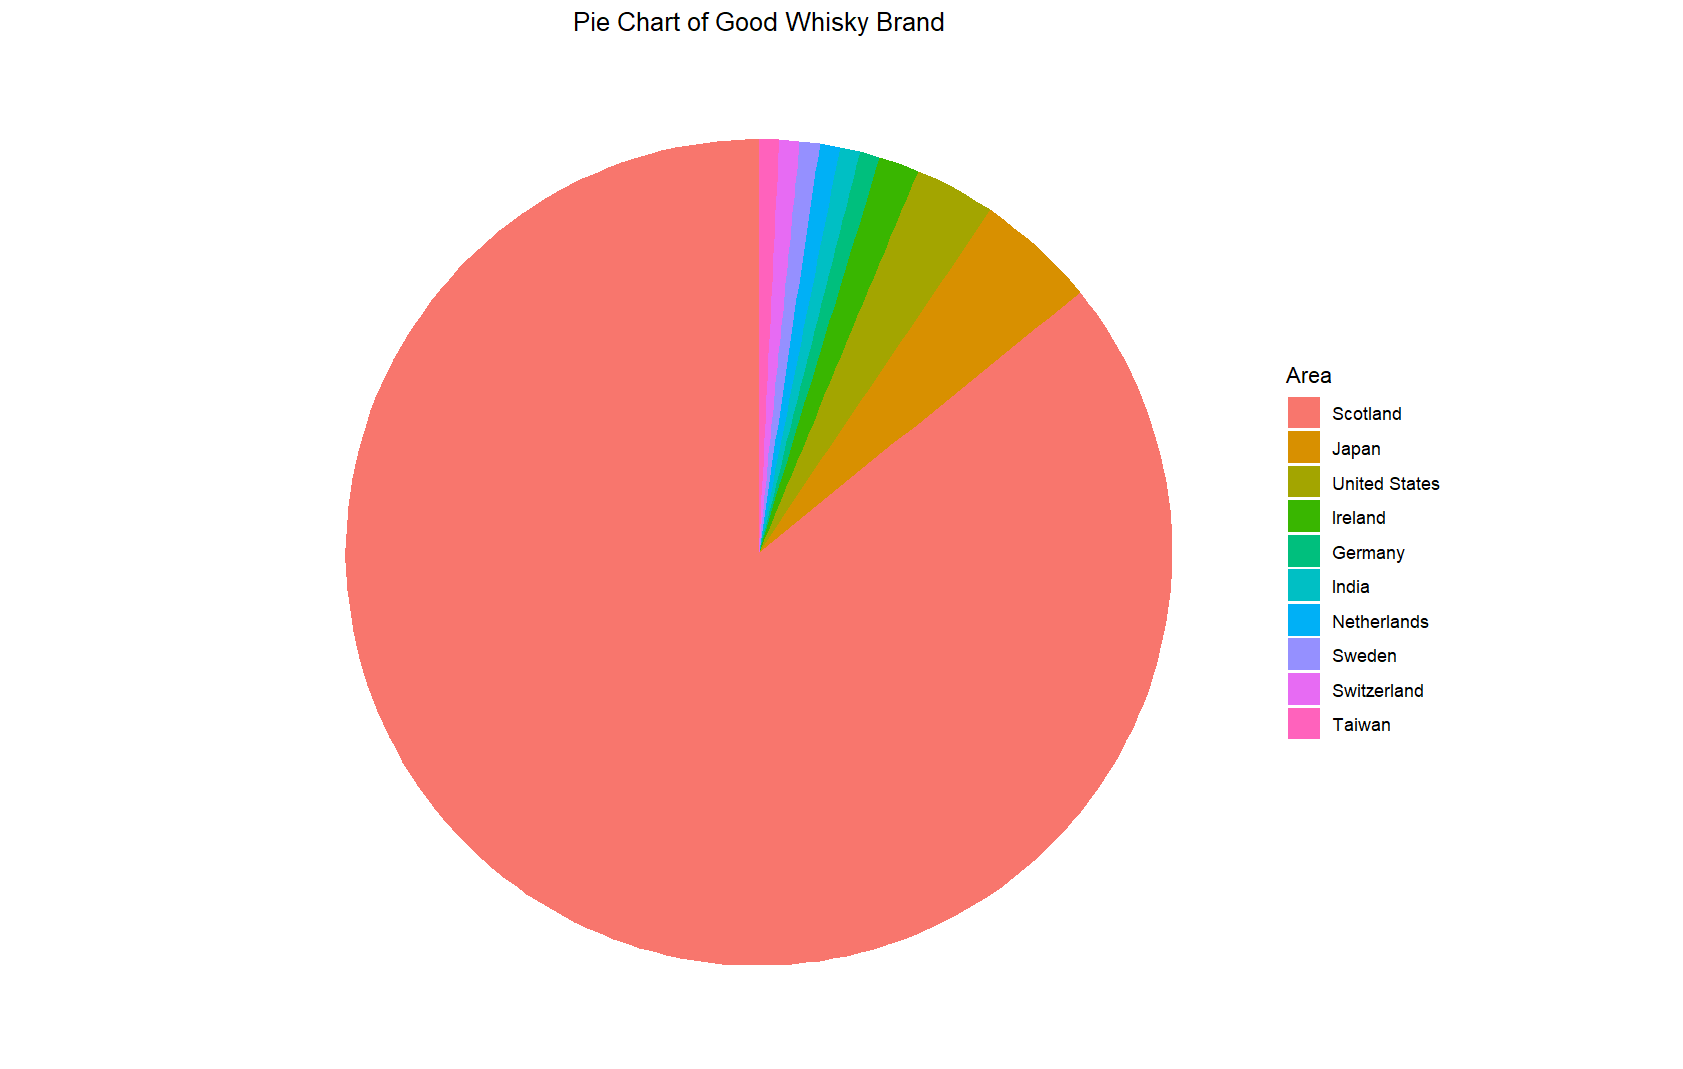 Pie Chart of Good Whisky Brand
Area
Scotland
Japan
United States
Ireland
Germany
India
Netherlands
Sweden
Switzerland
Taiwan